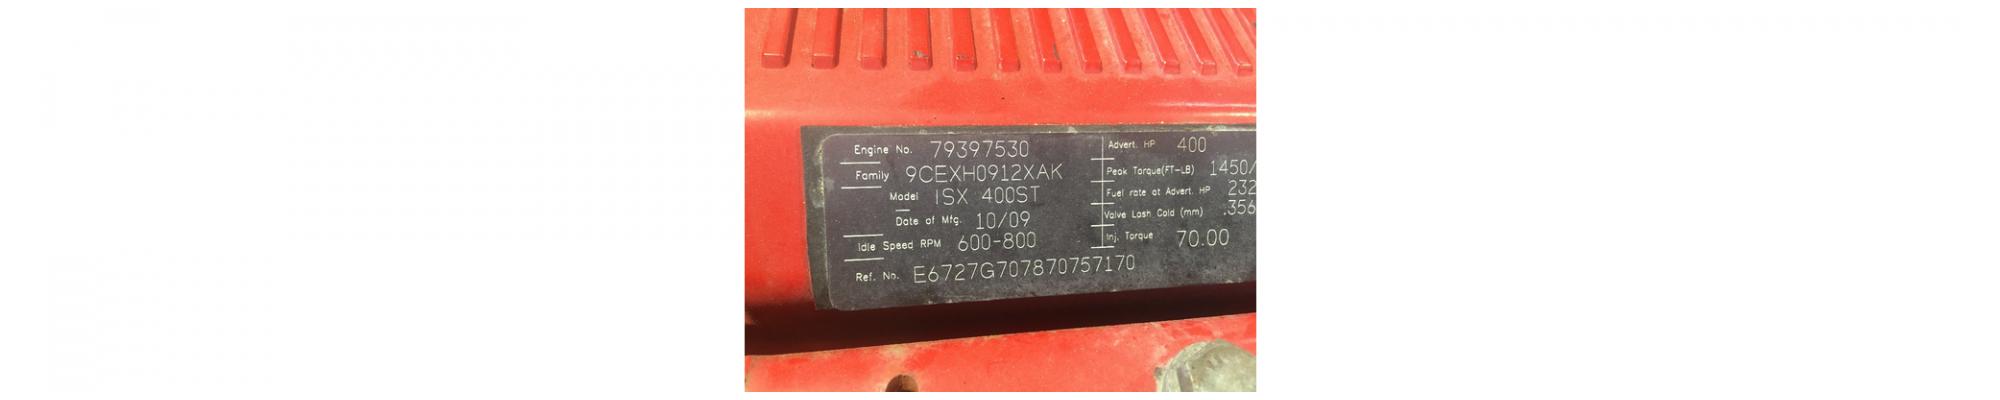 Engine No. 79397530
Family 9CEXH0912XAK
Model ISX 400ST
Date of Mfg. 10/09
Idle Speed RPM 600-800
Ref. No. E6727G707870757170
Advert. HP 400
Peak Torque(FT-LB) 1450/
Fuel rate at Advert. HP 232
Valve Lash Cold (mm) .356
Inj. Torque 70.00